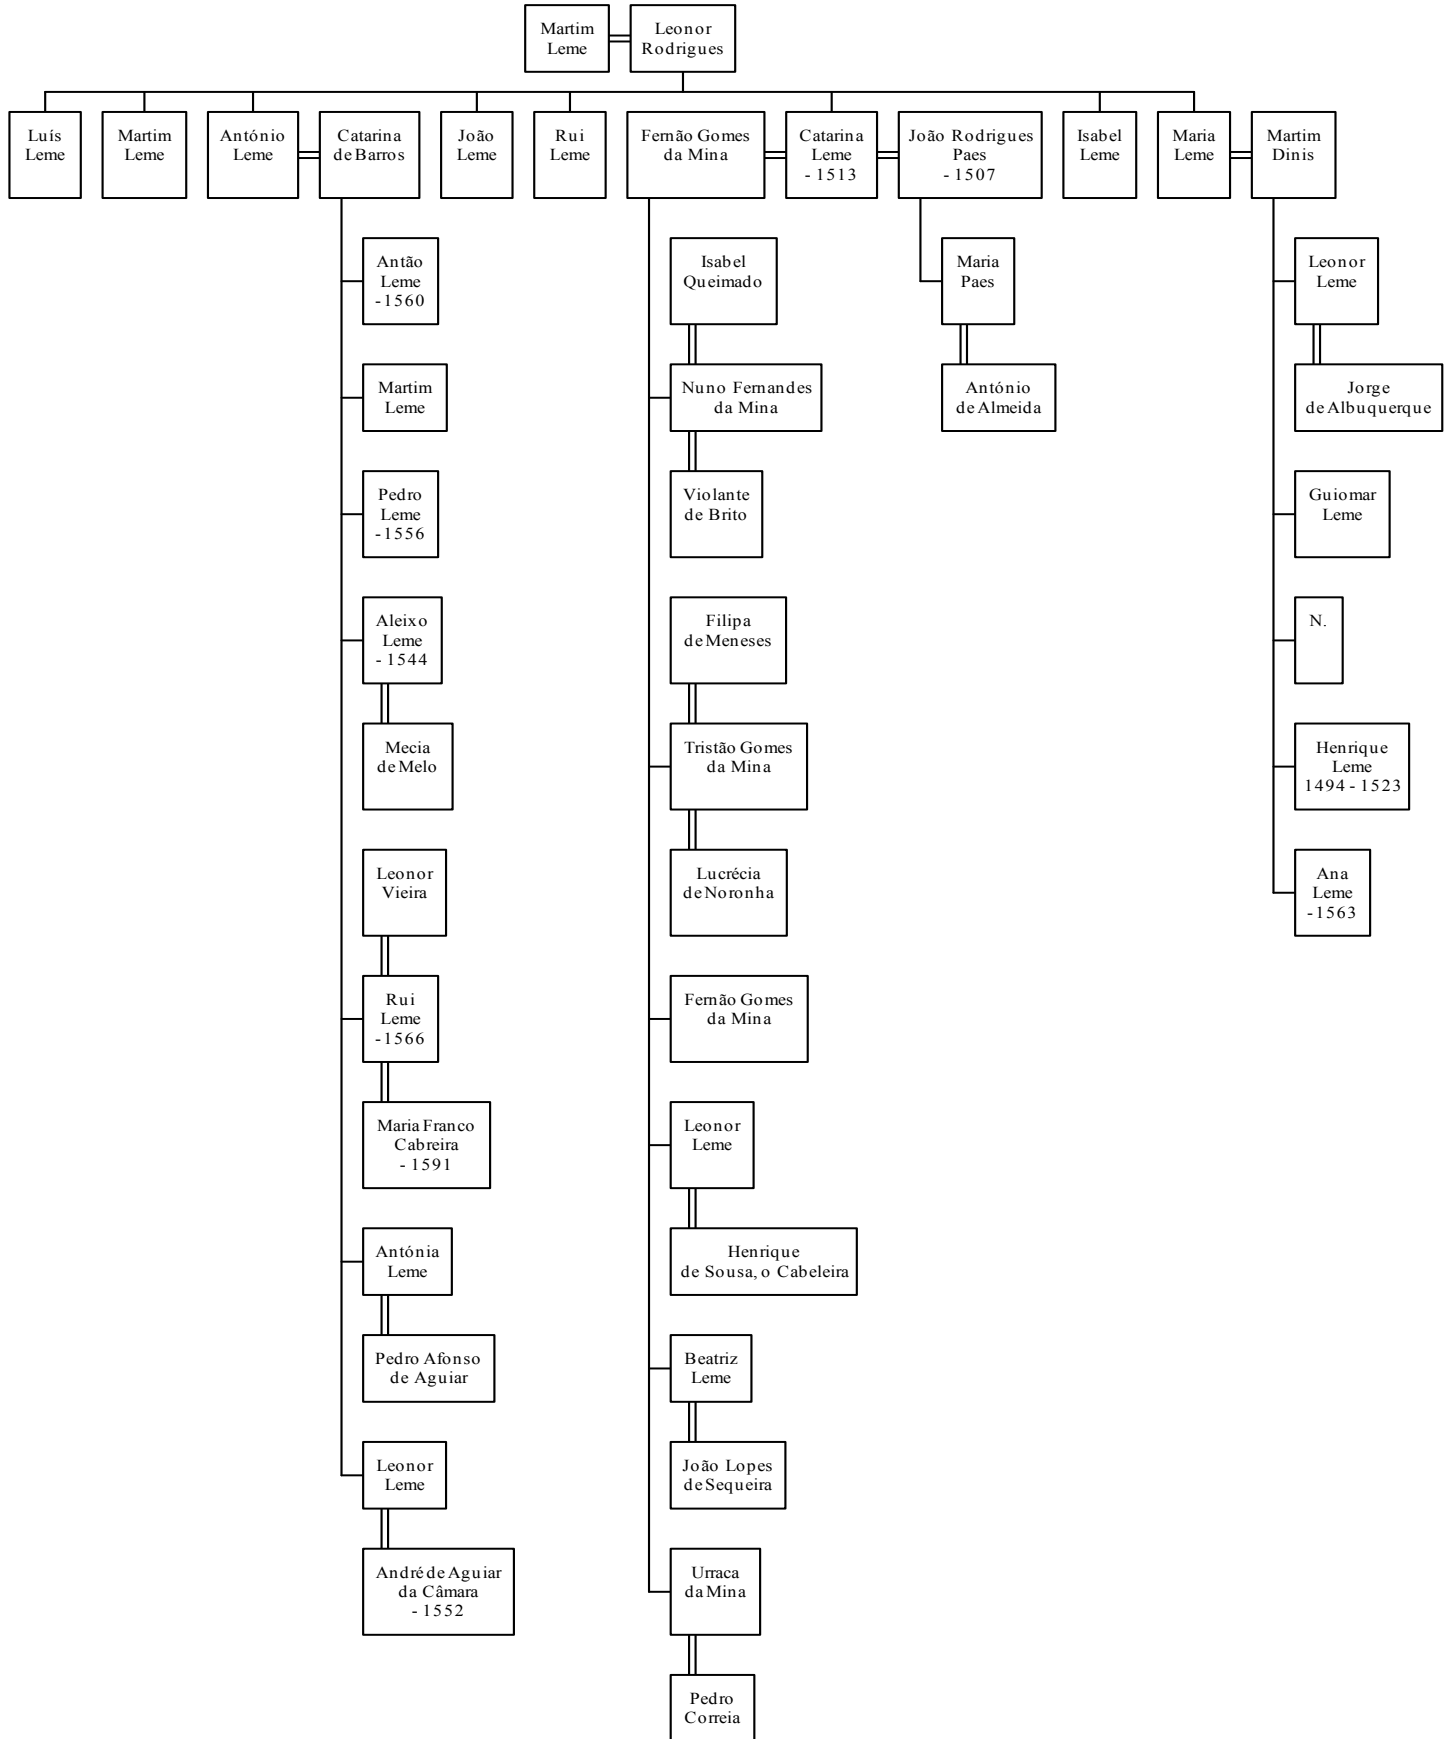 Martim
Leme
Leonor
Rodrigues
Luís
Leme
Martim
Leme
António
Leme
Catarina
de Barros
João
Leme
Rui
Leme
Fernão Gomes
da Mina
Catarina
Leme
- 1513
João Rodrigues
Paes
- 1507
Isabel
Leme
Maria
Leme
Martim
Dinis
Antão
Leme
- 1560
Martim
Leme
Pedro
Leme
- 1556
Aleixo
Leme
- 1544
Mecia
de Melo
Leonor
Vieira
Rui
Leme
- 1566
Maria Franco
Cabreira
- 1591
Antónia
Leme
Pedro Afonso
de Aguiar
Leonor
Leme
André de Aguiar
da Câmara
- 1552
Isabel
Queimado
Nuno Fernandes
da Mina
Violante
de Brito
Filipa
de Meneses
Tristão Gomes
da Mina
Lucrécia
de Noronha
Fernão Gomes
da Mina
Leonor
Leme
Henrique
de Sousa, o Cabeleira
Beatriz
Leme
João Lopes
de Sequeira
Urraca
da Mina
Pedro
Correia
Maria
Paes
António
de Almeida
Leonor
Leme
Jorge
de Albuquerque
Guiomar
Leme
N.
Henrique
Leme
1494 - 1523
Ana
Leme
- 1563